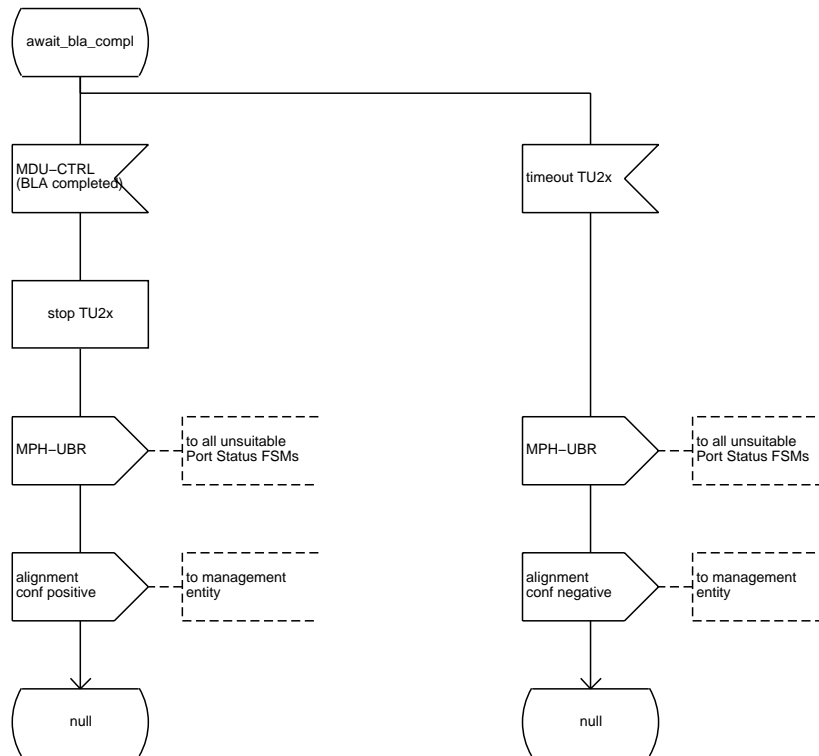 await_bla_compl
MDU−CTRL
(BLA completed)
timeout TU2x
stop TU2x
MPH−UBR
to all unsuitable
Port Status FSMs
MPH−UBR
to all unsuitable
Port Status FSMs
alignment
conf positive
to management
entity
alignment
conf negative
to management
entity
null
null